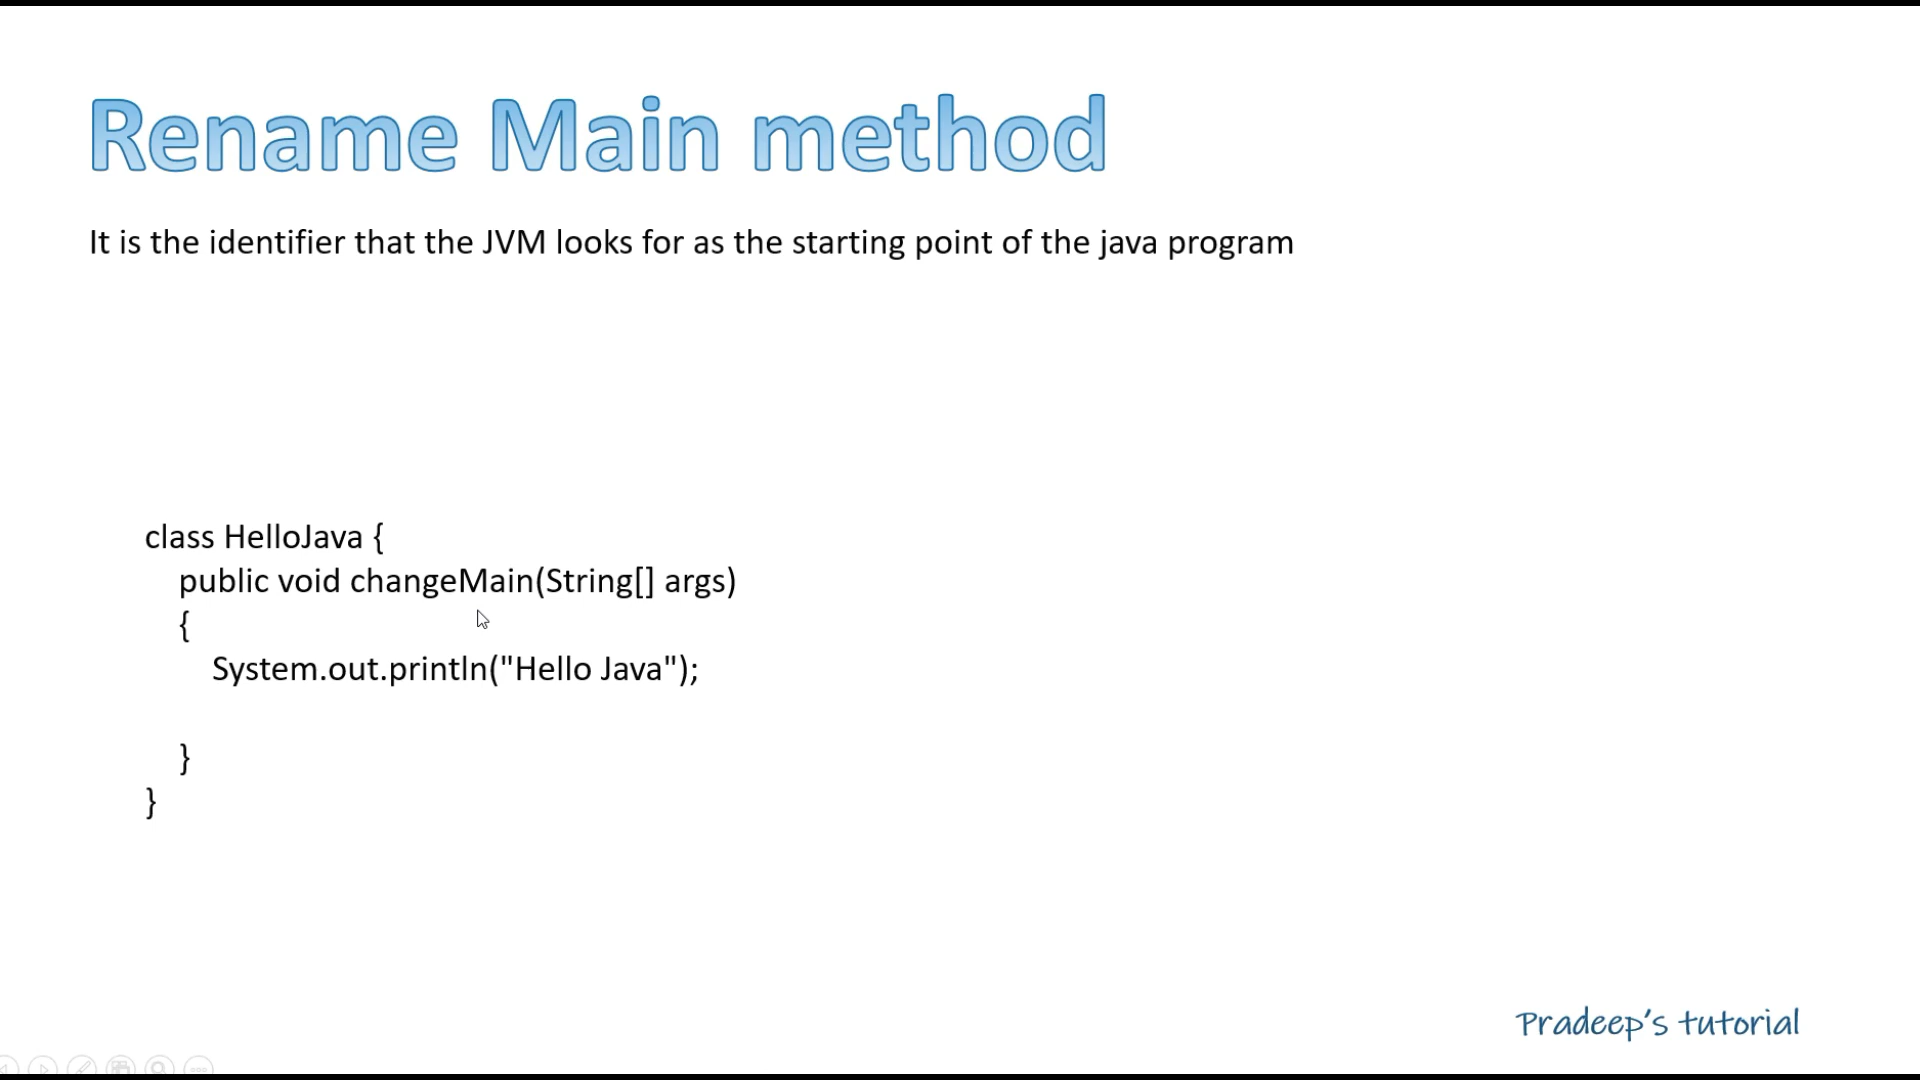 Rename Main method
It is the identifier that the JVM looks for as the starting point of the java program
class HelloJava {
public void changeMain(String[] args)
{
System.out.println("Hello Java");
}
}
Pradeep's tutorial